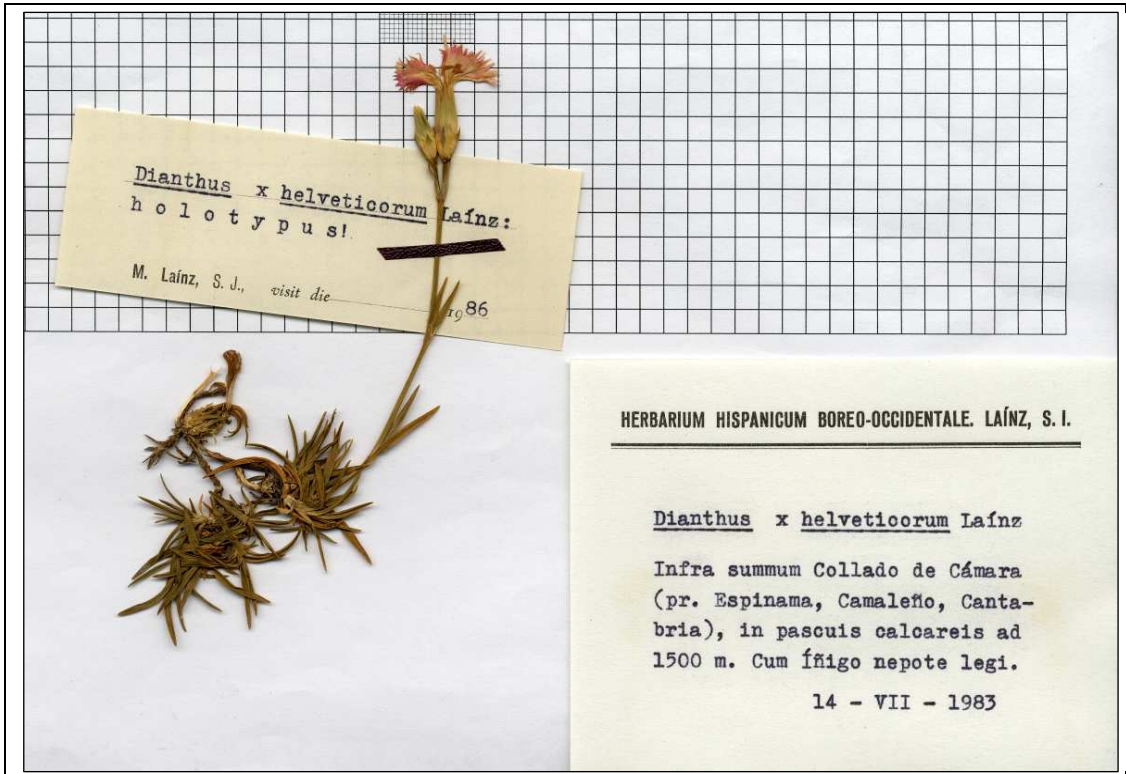 Dianthus x helveticorum Laínz:
holotypus!
M. Laínz, S. J., visit die 1986
HERBARIUM HISPANICUM BOREO-OCCIDENTALE. LAÍNZ, S. I.
Dianthus x helveticorum Laínz
Infra summum Collado de Cámara
(pr. Espinama, Camaleño, Canta-
bria), in pascuis calcareis ad
1500 m. Cum Íñigo nepote legi.
14 - VII - 1983